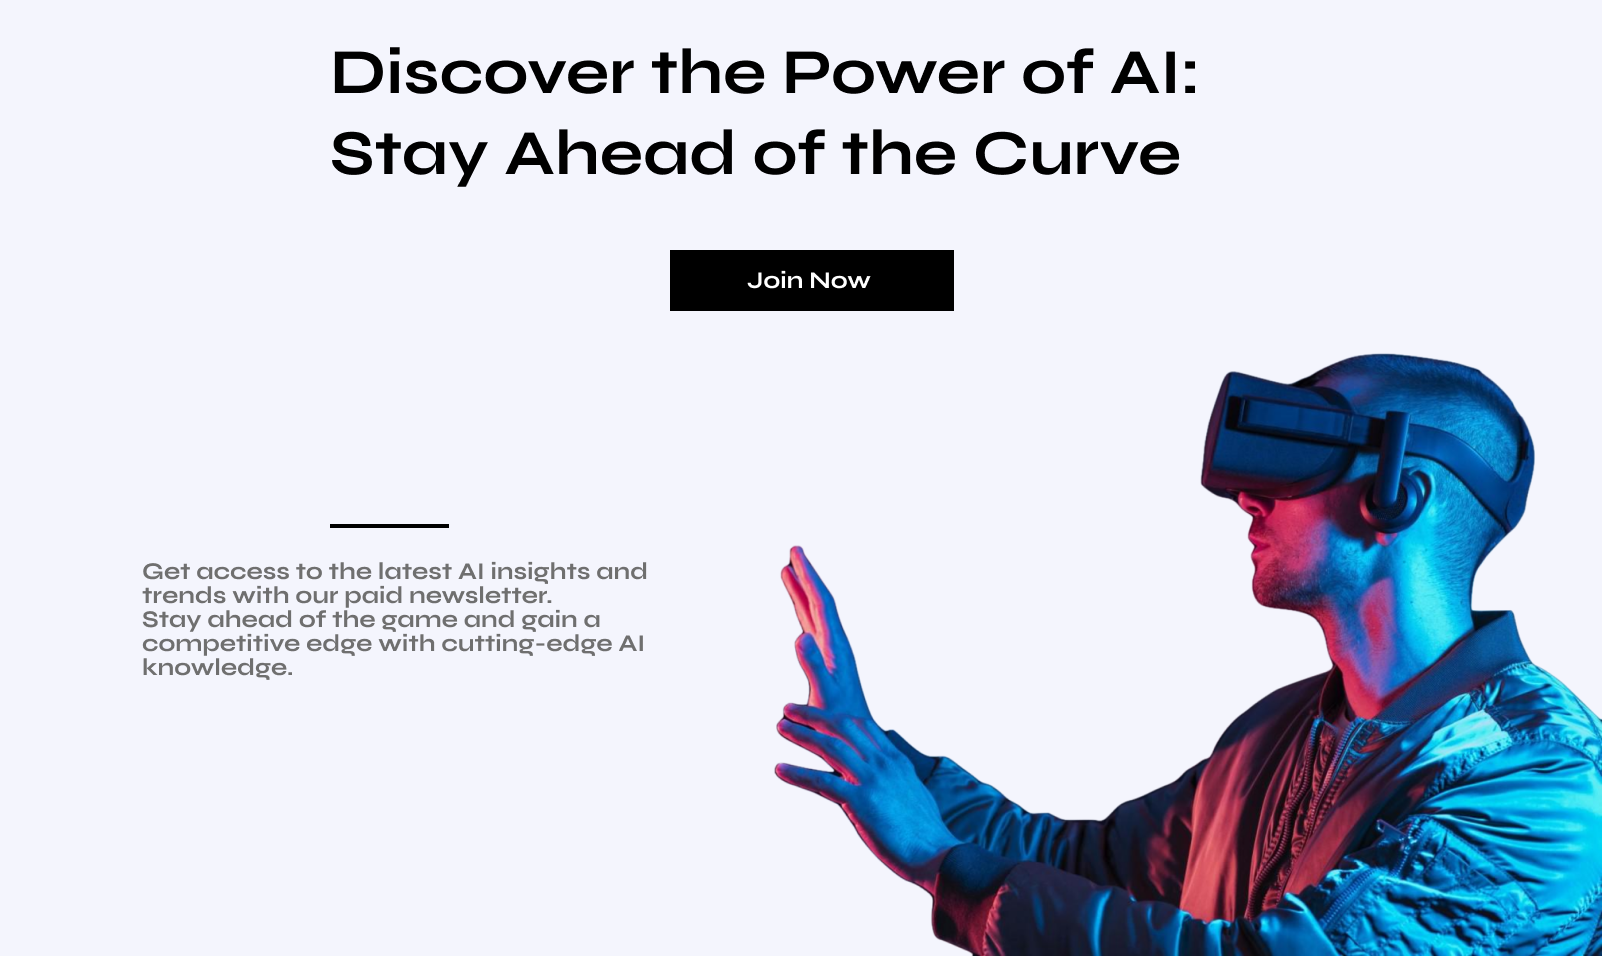 Discover the Power of AI:
Stay Ahead of the Curve
Join Now
Get access to the latest AI insights and
trends with our paid newsletter.
Stay ahead of the game and gain a
competitive edge with cutting-edge AI
knowledge.